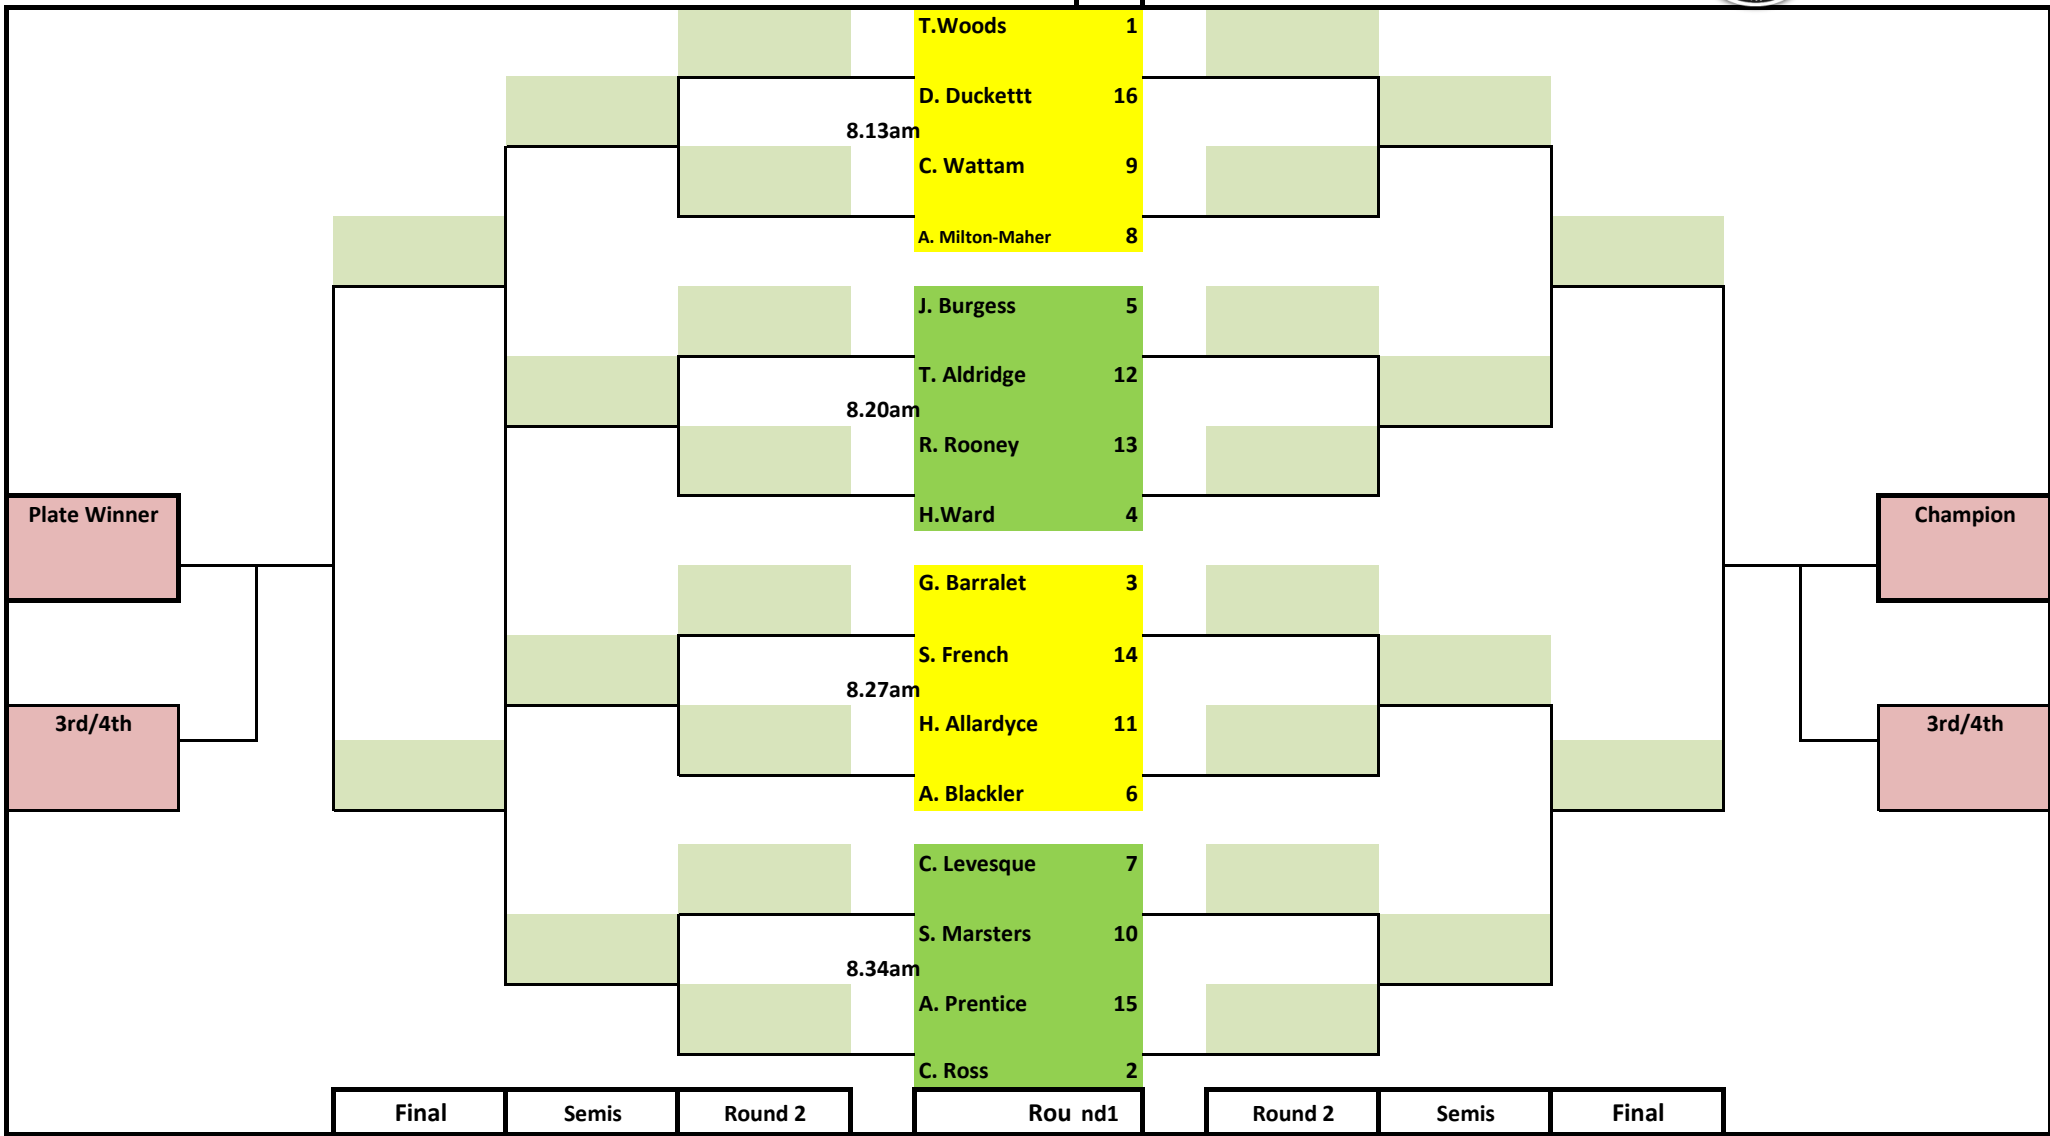 T.Woods 1
D. Duckettt 16
8.13am
C. Wattam 9
A. Milton-Maher 8
J. Burgess 5
T. Aldridge 12
8.20am
R. Rooney 13
Plate Winner H.Ward 4 Champion
G. Barralet 3
S. French 14
8.27am
3rd/4th H. Allardyce 11 3rd/4th
A. Blackler 6
C. Levesque 7
S. Marsters 10
8.34am
A. Prentice 15
C. Ross 2
Final Semis Round 2 Rou nd1 Round 2 Semis Final